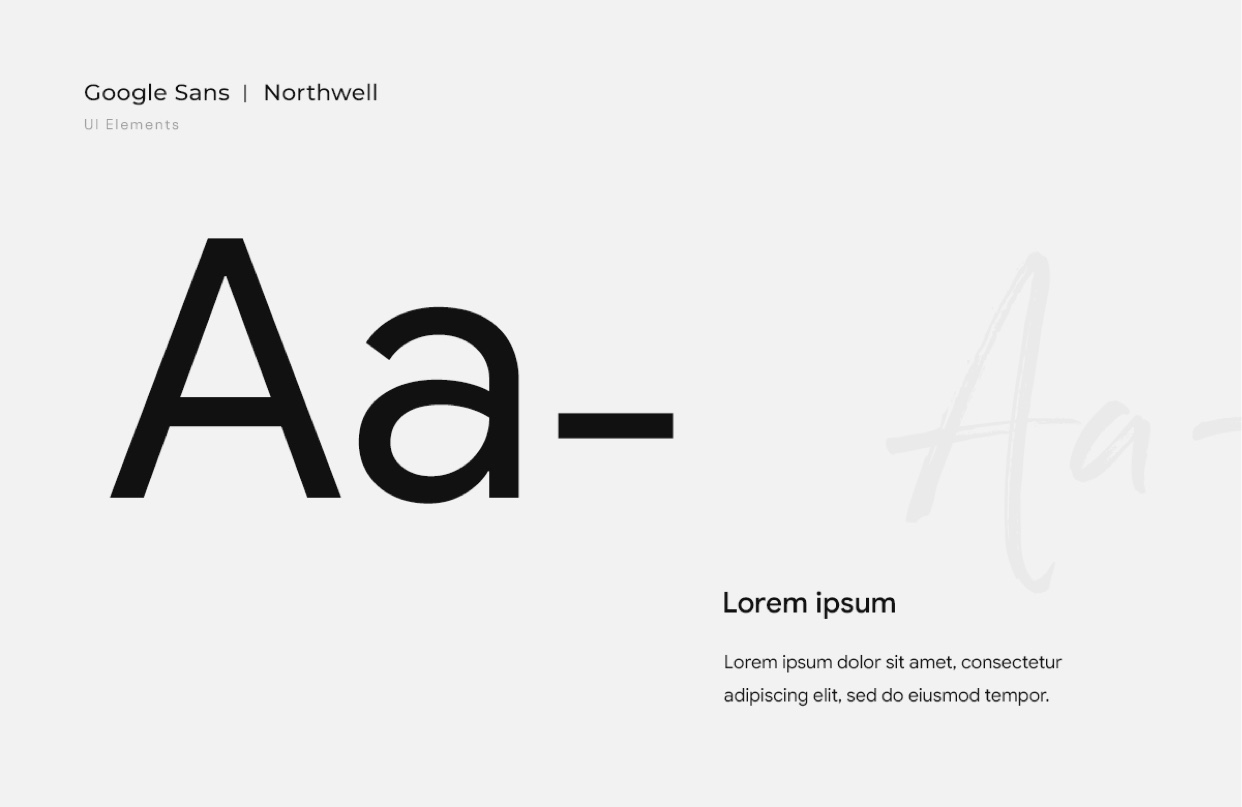 Google Sans | Northwell
UI Elements
Aa-
Aa-
Lorem ipsum
Lorem ipsum dolor sit amet, consectetur
adipiscing elit, sed do eiusmod tempor.